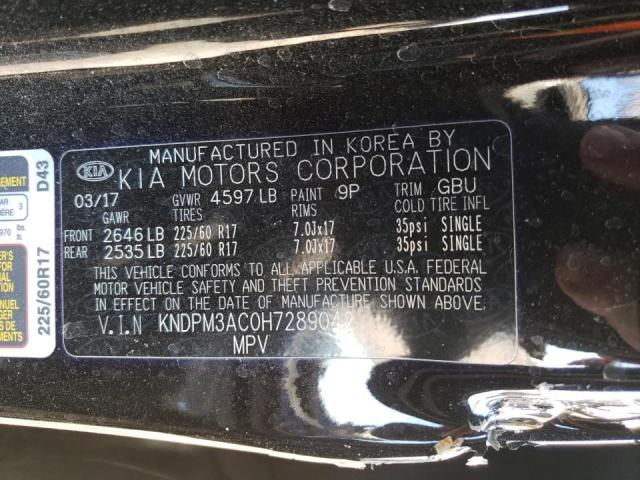 MANUFACTURED IN KOREA BY
KIA KIA MOTORS CORPORATION
03/17 GVWR 4597 LB PAINT 9P TRIM GBU
GAWR TIRES RIMS COLD TIRE INFL
FRONT 2646 LB 225/60 R17 7.0Jx17 35psi SINGLE
REAR 2535 LB 225/60 R17 7.0Jx17 35psi SINGLE
THIS VEHICLE CONFORMS TO ALL APPLICABLE U.S.A. FEDERAL
MOTOR VEHICLE SAFETY AND THEFT PREVENTION STANDARDS
IN EFFECT ON THE DATE OF MANUFACTURE SHOWN ABOVE.
V.I.N KNDPM3AC0H7289042
MPV
225/60R17 D43
3
970